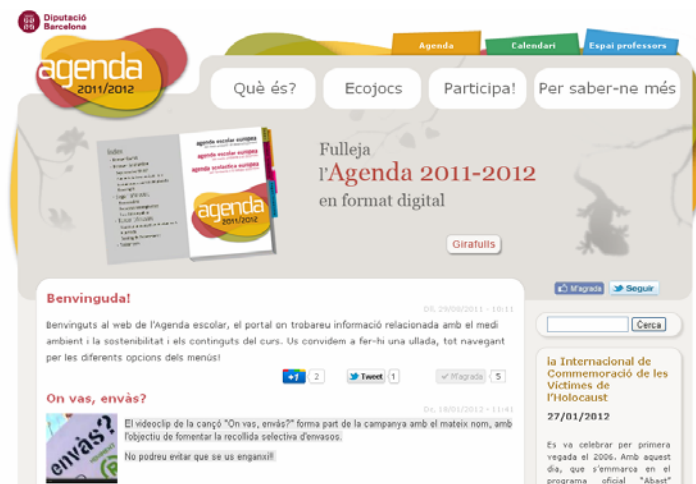 Diputació
Barcelona
agenda
2011/2012
Agenda
Calendari
Espai professors
Què és?
Ecojocs
Participa!
Per saber-ne més
Índex
agenda escolar europea
agenda
2011/2012
Fulleja
l'Agenda 2011-2012
en format digital
Girafulls
M'agrada
Seguir
Benvinguda!
Dll, 29/08/2011 - 10:11
Benvinguts al web de l'Agenda escolar, el portal on trobareu informació relacionada amb el medi
ambient i la sostenibilitat i els continguts del curs. Us convidem a fer-hi una ullada, tot navegant
per les diferents opcions dels menús!
+1 2
Tweet 1
M'agrada 5
On vas, envàs?
Dc, 18/01/2012 - 11:41
envàs?
El videoclip de la cançó "On vas, envàs?" forma part de la campanya amb el mateix nom, amb
l'objectiu de fomentar la recollida selectiva d'envasos.
No podreu evitar que se us enganxi!!
Cerca
ia Internacional de
Commemoració de les
Víctimes de
l'Holocaust
27/01/2012
Es va celebrar per primera
vegada el 2006. Amb aquest
dia, que s'emmarca en el
programa oficial "Abast"